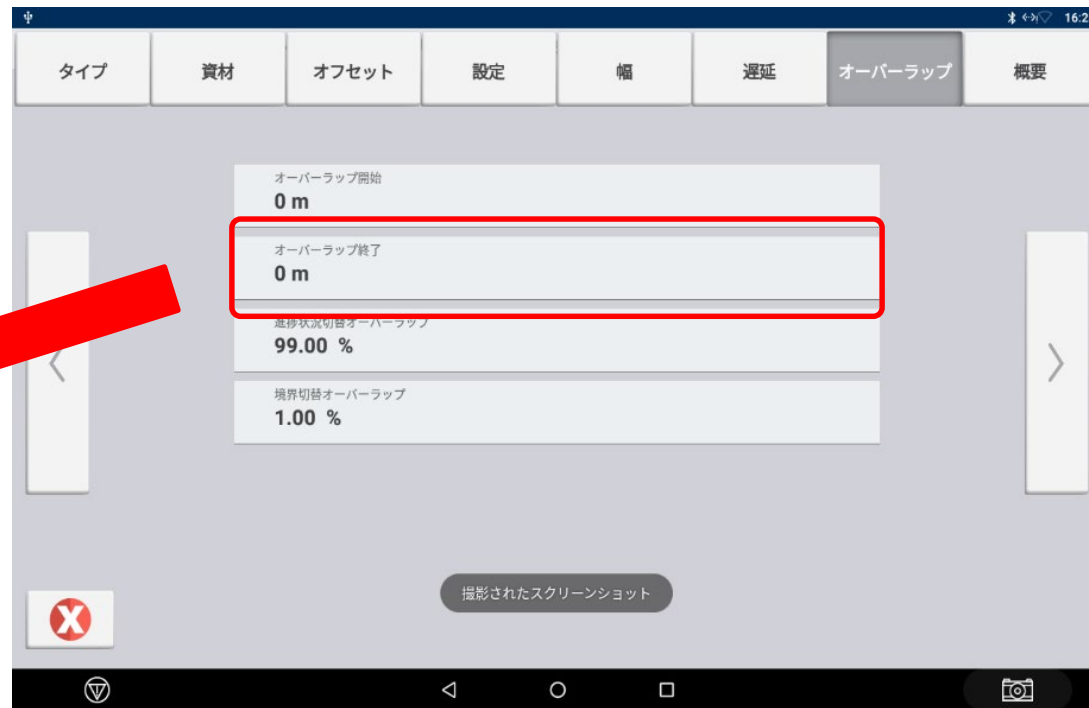 16:2
タイプ
資材
オフセット
設定
幅
遅延
オーバーラップ
概要
オーバーラップ開始
0 m
オーバーラップ終了
0 m
進捗状況切替オーバーラップ
99.00 %
境界切替オーバーラップ
1.00 %
撮影されたスクリーンショット